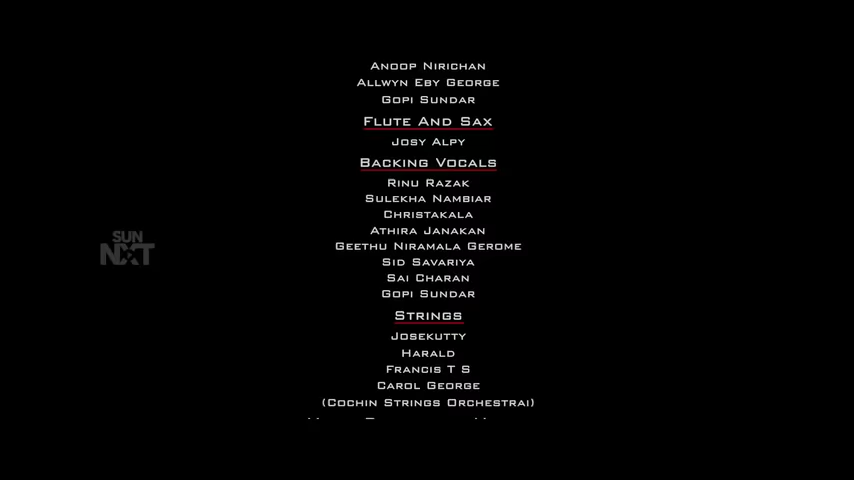 Anoop Nirichan
Allwyn Eby George
Gopi Sundar
Flute And Sax
Josy Alpy
Backing Vocals
Rinu Razak
Sulekha Nambiar
Christakala
Athira Janakan
Geethu Niramala Gerome
Sid Savariya
Sai Charan
Gopi Sundar
SUN
NXT
Strings
Josekutty
Harald
Francis T S
Carol George
(Cochin Strings Orchestrai)